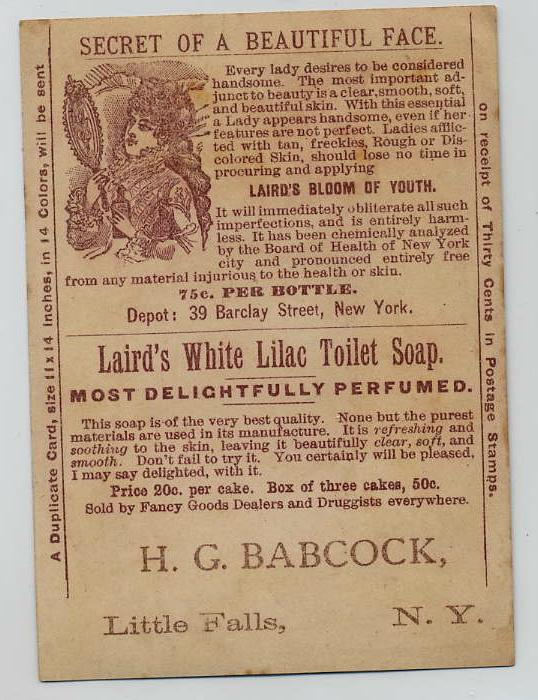 SECRET OF A BEAUTIFUL FACE.
Every lady desires to be considered
handsome. The most important ad-
junct to beauty is a clear, smooth, soft,
and beautiful skin. With this essential
a Lady appears handsome, even if her
features are not perfect. Ladies afflic-
ted with tan, freckles, Rough or Dis-
colored Skin, should lose no time in
procuring and applying
LAIRD'S BLOOM OF YOUTH.
It will immediately obliterate all such
imperfections, and is entirely harm-
less. It has been chemically analyzed
by the Board of Health of New York
city and pronounced entirely free
from any material injurious to the health or skin.
75c. PER BOTTLE.
Depot: 39 Barclay Street, New York.
Laird's White Lilac Toilet Soap.
MOST DELIGHTFULLY PERFUMED.
This soap is of the very best quality. None but the purest
materials are used in its manufacture. It is refreshing and
soothing to the skin, leaving it beautifully clear, soft, and
smooth. Don't fail to try it. You certainly will be pleased,
I may say delighted, with it.
Price 20c. per cake. Box of three cakes, 50c.
Sold by Fancy Goods Dealers and Druggists everywhere.
H. G. BABCOCK,
Little Falls, N. Y.
A Duplicate Card, size 11 x 14 inches, in 14 Colors, will be sent
on receipt of Thirty Cents in Postage Stamps.